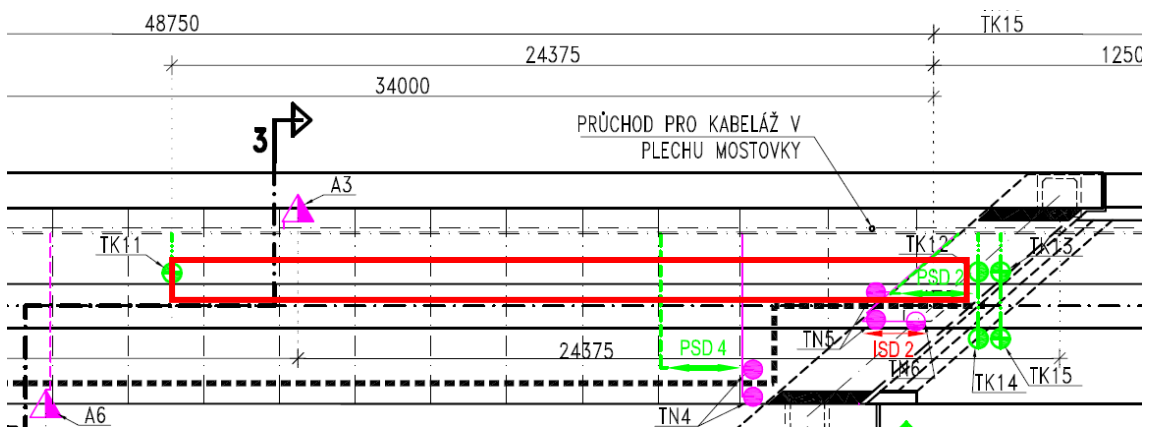 48750
TK15
24375
1250
34000
PRŮCHOD PRO KABELÁŽ V
PLECHU MOSTOVKY
3
A3
TK11
TK12
TK13
PSD 2
TN5
24375
PSD 4
ISD 2
TN6
TK14
TK15
A6
TN4